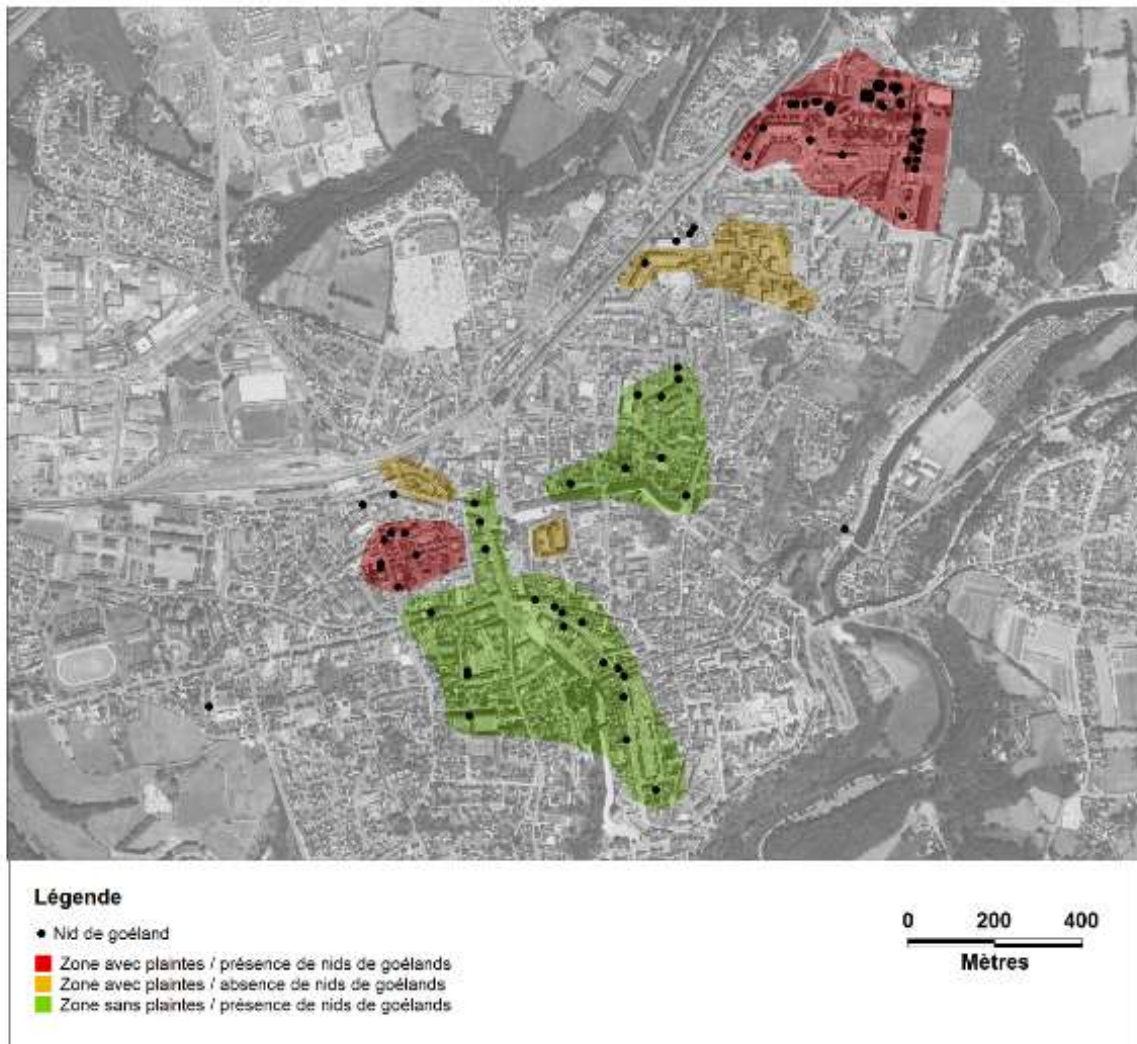 Légende
Nid de goéland
Zone avec plaintes / présence de nids de goélands
Zone avec plaintes / absence de nids de goélands
Zone sans plaintes / présence de nids de goélands
0 200 400
Mètres